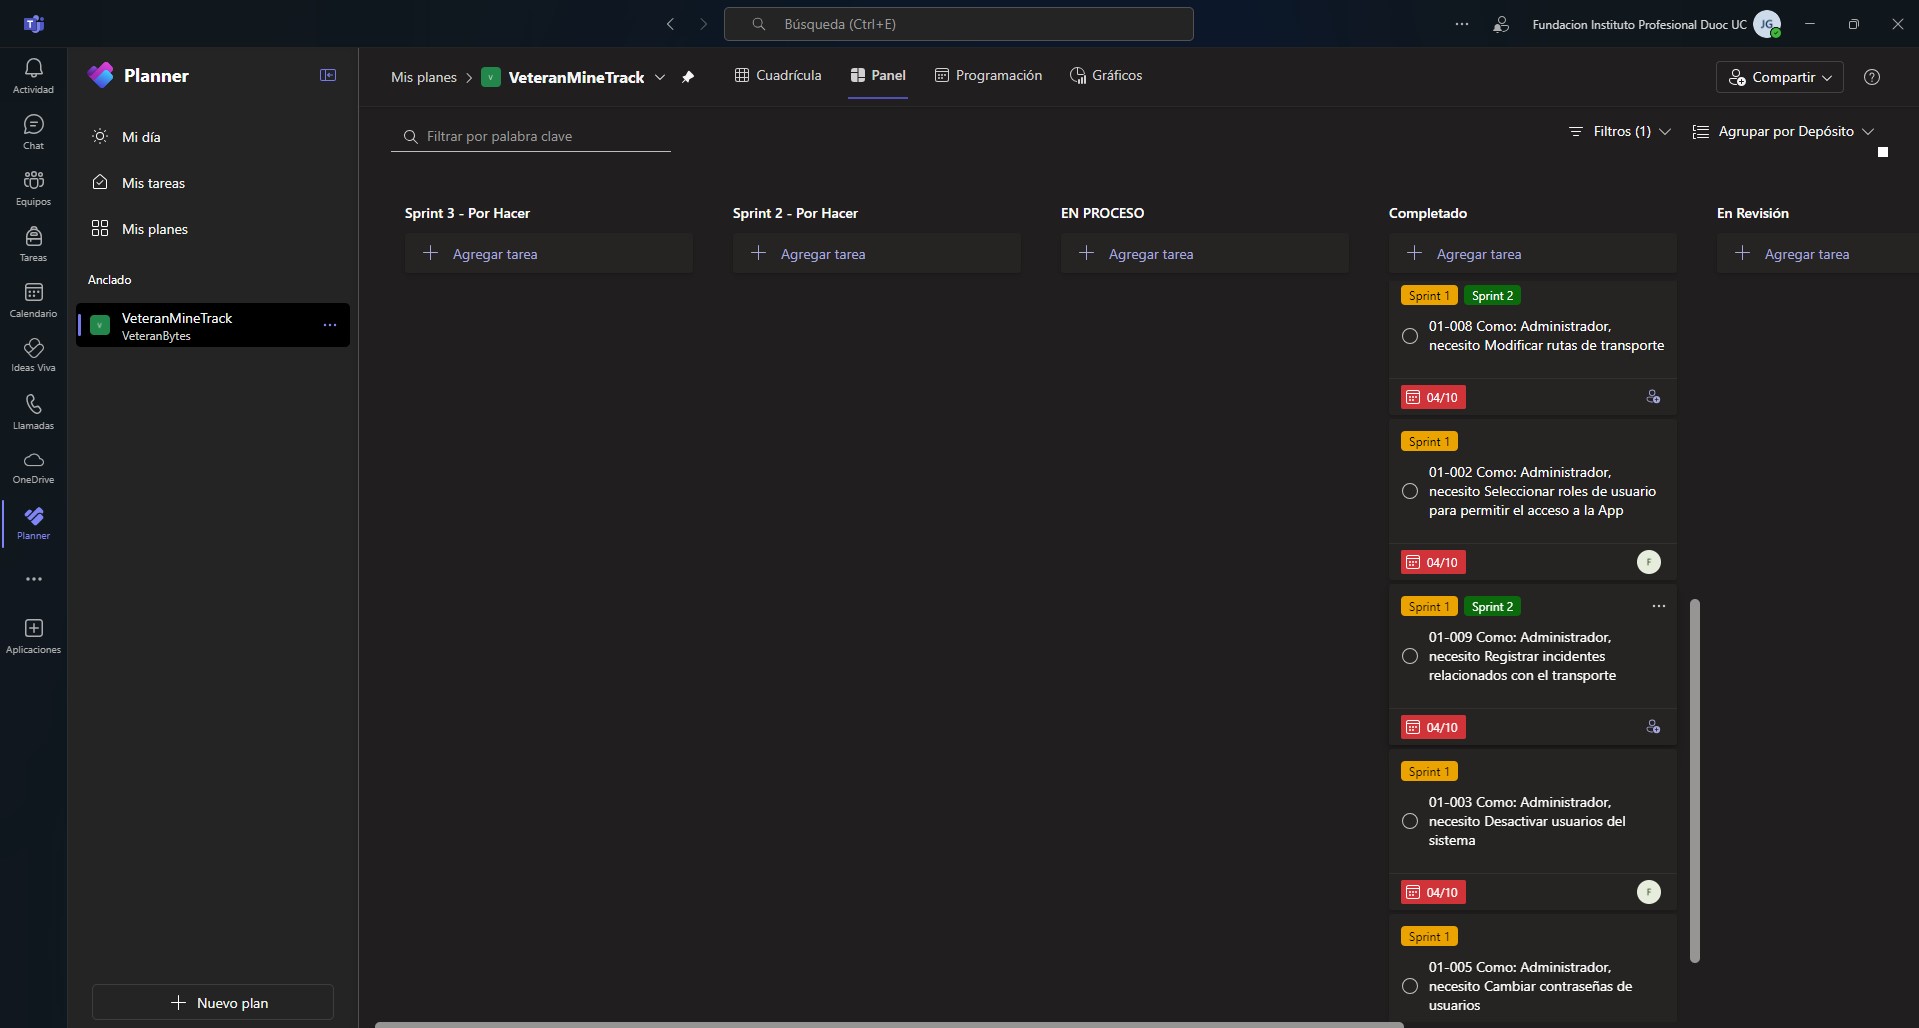 Búsqueda (Ctrl+E)
Fundacion Instituto Profesional Duoc UC
JG
Actividad
Chat
Equipos
Tareas
Calendario
Ideas Viva
Llamadas
OneDrive
Planner
Aplicaciones
Planner
Mi día
Mis tareas
Mis planes
Anclado
V
VeteranMineTrack
VeteranBytes
Nuevo plan
Mis planes
V
VeteranMineTrack
Cuadrícula
Panel
Programación
Gráficos
Compartir
Filtrar por palabra clave
Filtros (1)
Agrupar por Depósito
Sprint 3 - Por Hacer
Agregar tarea
Sprint 2 - Por Hacer
Agregar tarea
EN PROCESO
Agregar tarea
Completado
Agregar tarea
Sprint 1 Sprint 2
01-008 Como: Administrador,
necesito Modificar rutas de transporte
04/10
Sprint 1
01-002 Como: Administrador,
necesito Seleccionar roles de usuario
para permitir el acceso a la App
04/10
F
Sprint 1 Sprint 2
01-009 Como: Administrador,
necesito Registrar incidentes
relacionados con el transporte
04/10
Sprint 1
01-003 Como: Administrador,
necesito Desactivar usuarios del
sistema
04/10
F
Sprint 1
01-005 Como: Administrador,
necesito Cambiar contraseñas de
usuarios
En Revisión
Agregar tarea